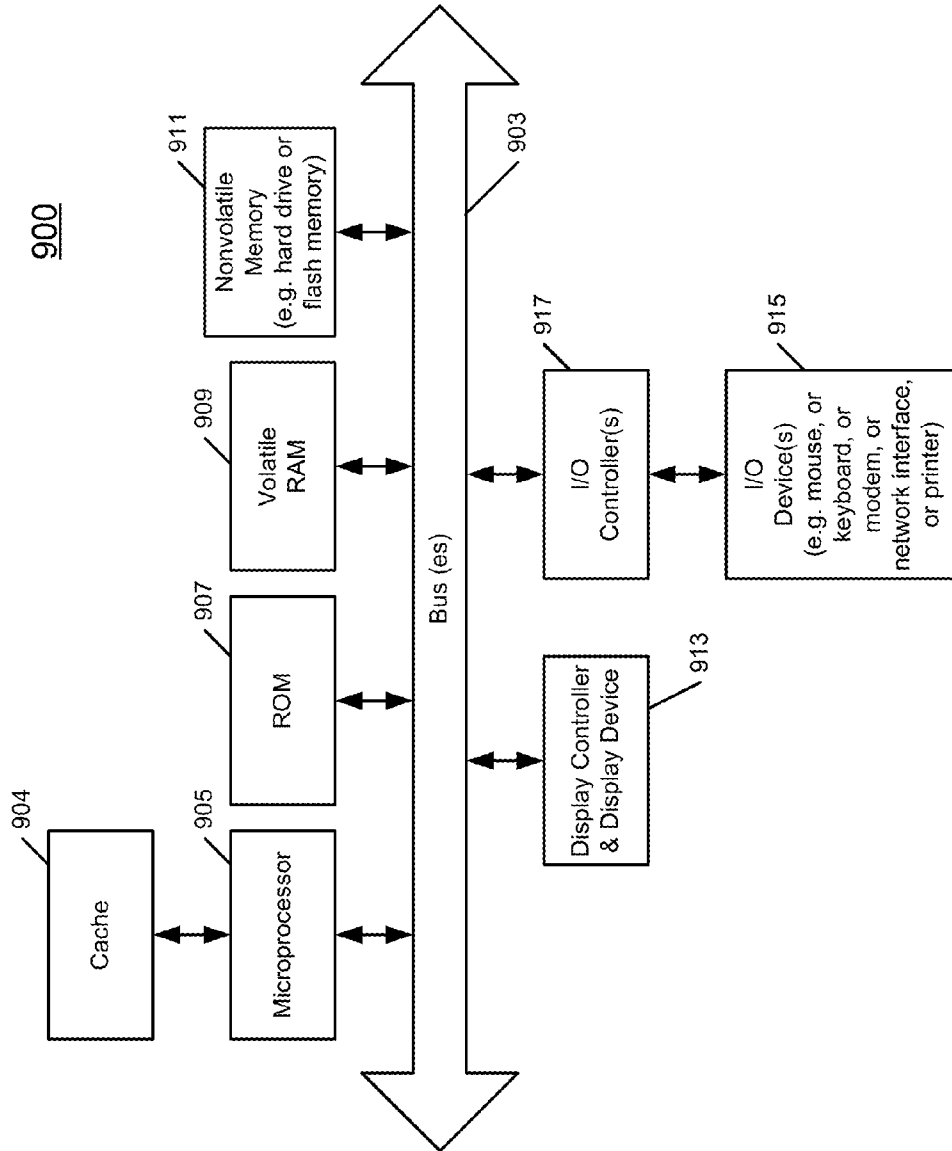 900
904
Cache
905
Microprocessor
907
ROM
909
Volatile
RAM
911
Nonvolatile
Memory
(e.g. hard drive or
flash memory)
Bus (es)
903
Display Controller
& Display Device
913
I/O
Controller(s)
917
I/O
Device(s)
(e.g. mouse, or
keyboard, or
modem, or
network interface,
or printer)
915